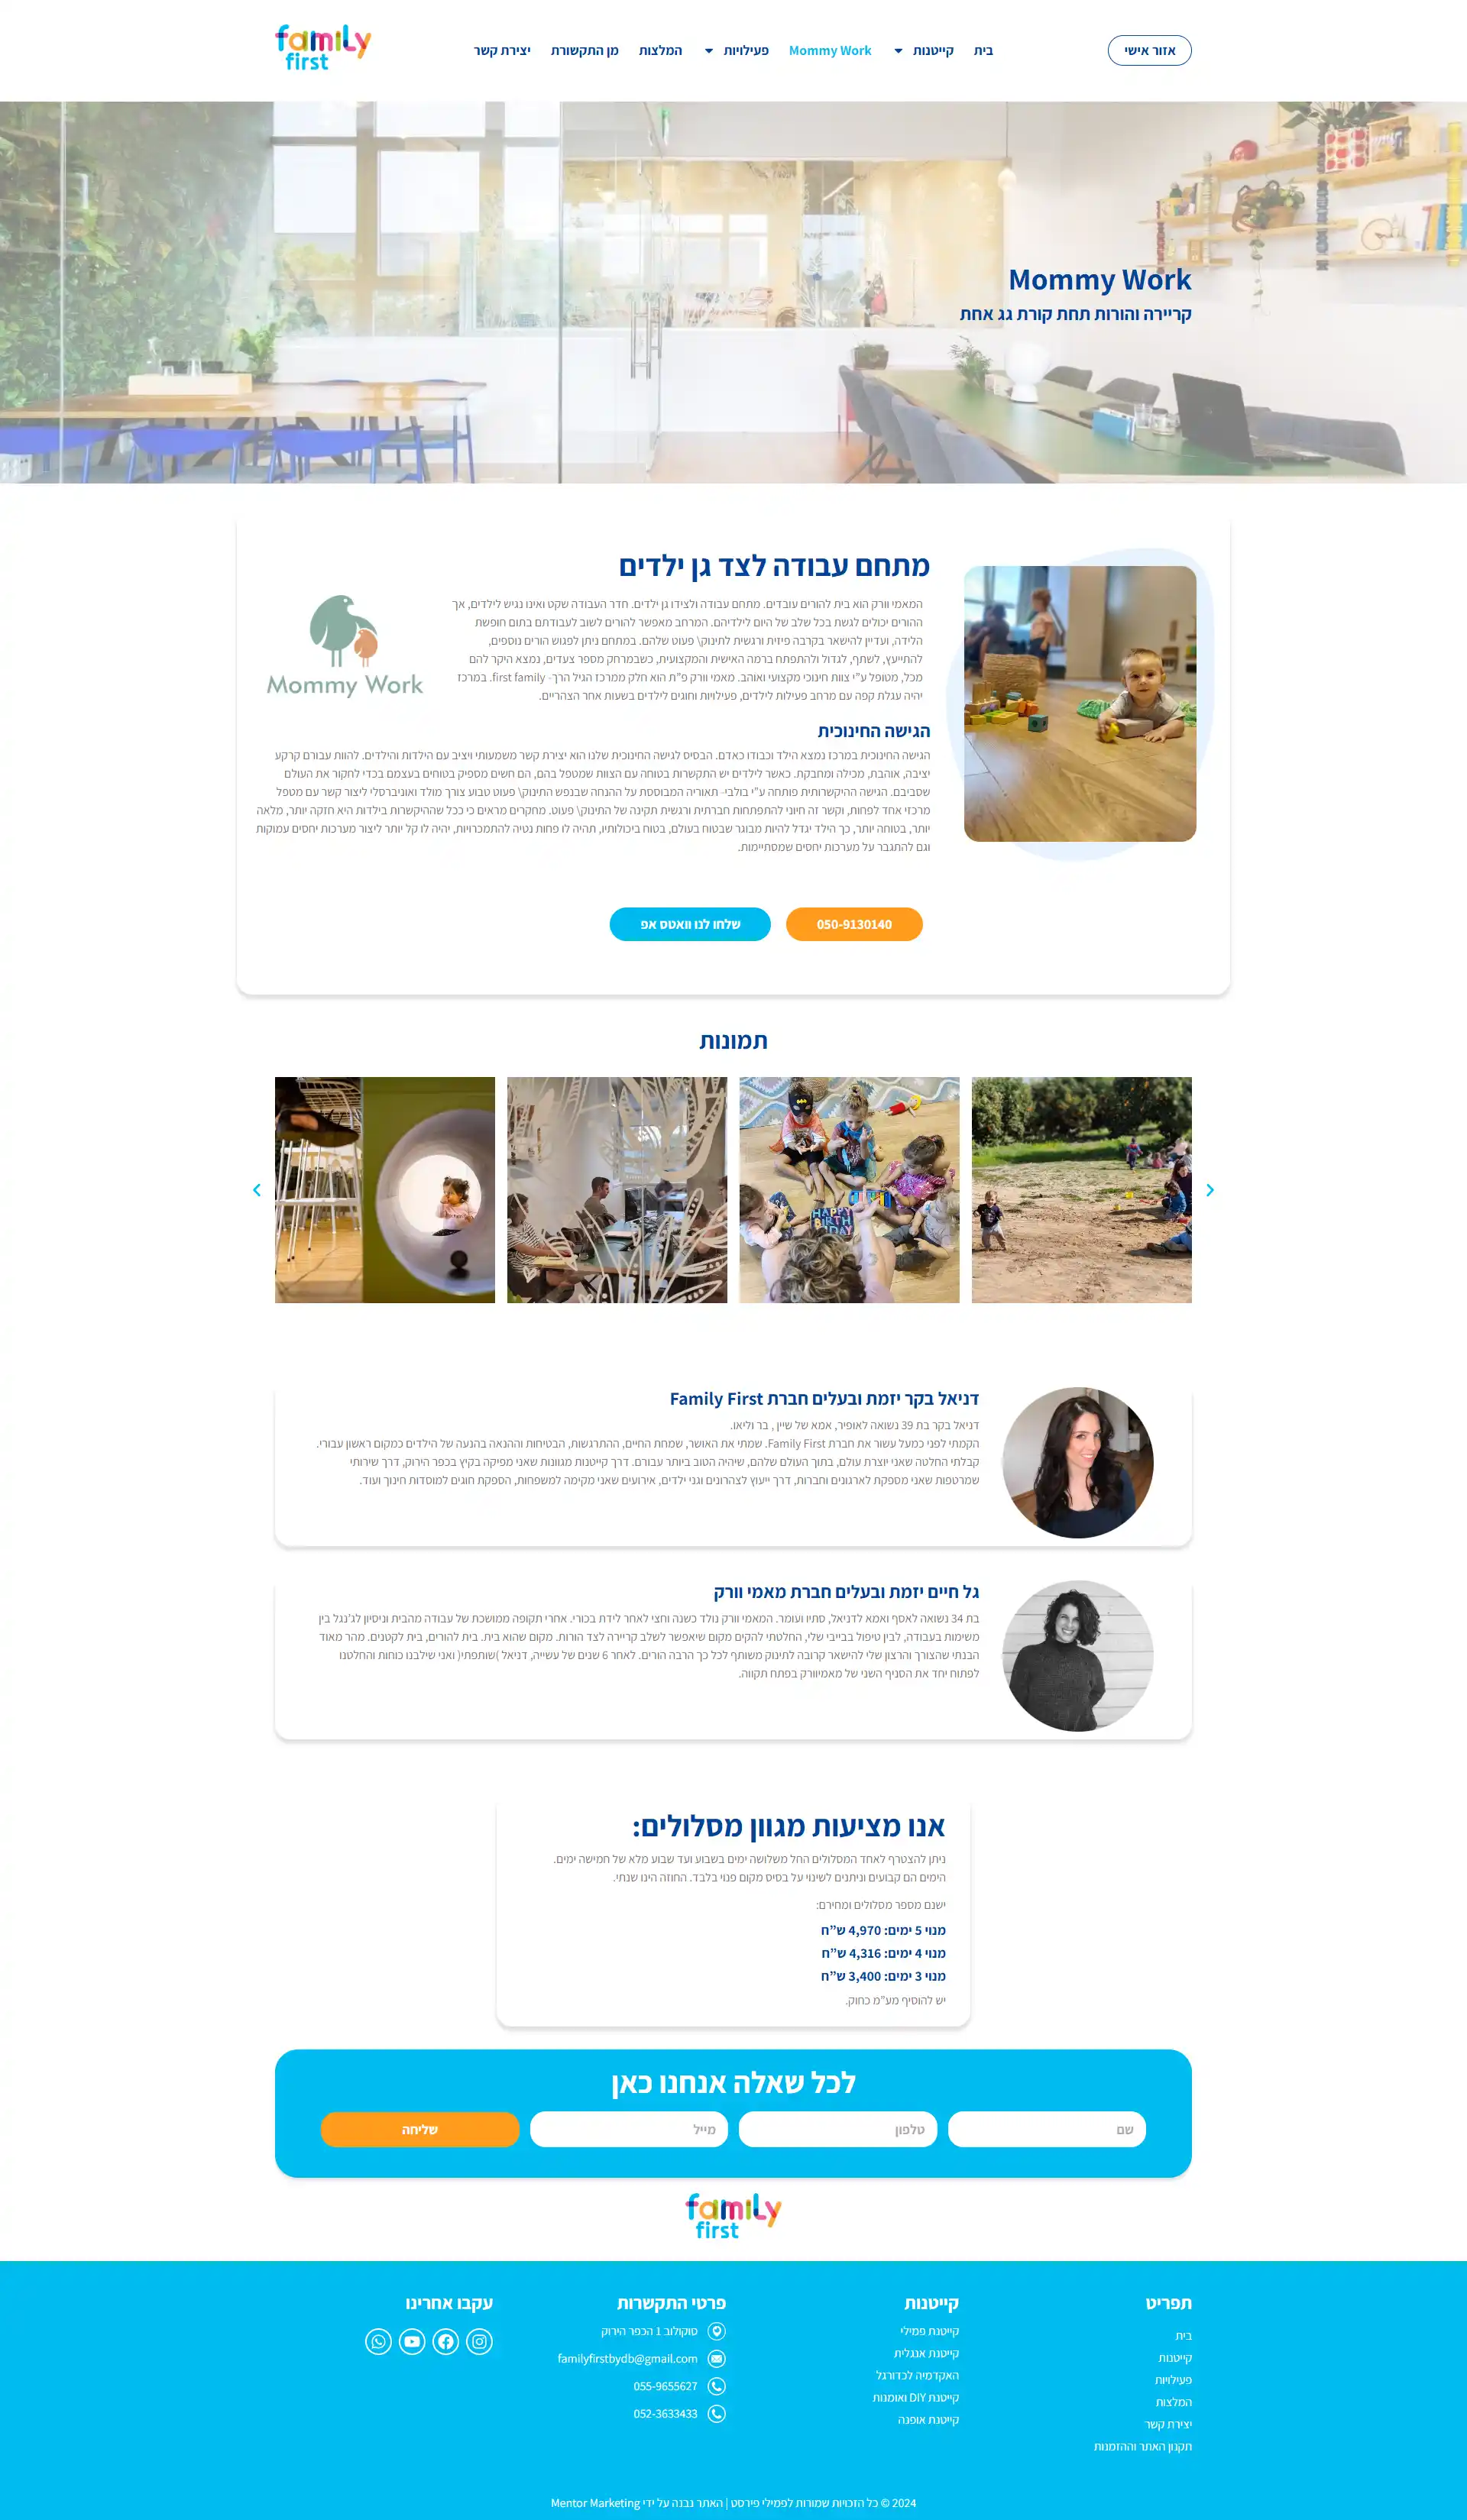 אזור אישי
בית
קייטנות
Mommy Work
פעילויות
המלצות
מן התקשורת
יצירת קשר
family
first
Mommy Work
קריירה והורות תחת קורת גג אחת
מתחם עבודה לצד גן ילדים
המאמי וורק הוא בית להורים עובדים. מתחם עבודה ולצידו גן ילדים. חדר העבודה שקט ואינו נגיש לילדים, אך
ההורים יכולים לגשת בכל שלב של היום לילדיהם. המרחב מאפשר להורים לשוב לעבודתם בתום חופשת
הלידה, ועדיין להישאר בקרבה פיזית ורגשית לתינוק\ פעוט שלהם. במתחם ניתן לפגוש הורים נוספים,
להתייעץ, לשתף, לגדול ולהתפתח ברמה האישית והמקצועית, כשבמרחק מספר צעדים, נמצא היקר להם
מכל, מטופל ע”י צוות חינוכי מקצועי ואוהב. מאמי וורק פ”ת הוא חלק ממרכז הגיל הרך- first family. במרכז
יהיה עגלת קפה עם מרחב פעילות לילדים, פעילויות וחוגים לילדים בשעות אחר הצהריים.
Mommy Work
הגישה החינוכית
הגישה החינוכית במרכז נמצא הילד וכבודו כאדם. הבסיס לגישה החינוכית שלנו הוא יצירת קשר משמעותי ויציב עם הילדות והילדים. להוות עבורם קרקע
יציבה, אוהבת, מכילה ומחבקת. כאשר לילדים יש התקשרות בטוחה עם הצוות שמטפל בהם, הם חשים מספיק בטוחים בעצמם בכדי לחקור את העולם
שסביבם. הגישה ההיקשרותית פותחה ע”י בולבי- תאוריה המבוססת על ההנחה שבנפש התינוק\ פעוט טבוע צורך מולד ואוניברסלי ליצור קשר עם מטפל
מרכזי אחד לפחות, וקשר זה חיוני להתפתחות חברתית ורגשית תקינה של התינוק\ פעוט. מחקרים מראים כי ככל שההיקשרות בילדות היא חזקה יותר, מלאה
יותר, בטוחה יותר, כך הילד יגדל להיות מבוגר שבטוח בעולם, בטוח ביכולותיו, תהיה לו פחות נטיה להתמכרויות, יהיה לו קל יותר ליצור מערכות יחסים עמוקות
וגם להתגבר על מערכות יחסים שמסתיימות.
050-9130140
שלחו לנו וואטס אפ
תמונות
HAPPY
BIRTHDAY
דניאל בקר יזמת ובעלים חברת Family First
דניאל בקר בת 39 נשואה לאופיר, אמא של שיין , בר וליאו.
הקמתי לפני כמעל עשור את חברת Family First. שמתי את האושר, שמחת החיים, ההתרגשות, הבטיחות וההנאה בהנעה של הילדים כמקום ראשון עבורי.
קבלתי החלטה שאני יוצרת עולם, בתוך העולם שלהם, שיהיה הטוב ביותר עבורם. דרך קייטנות מגוונות שאני מפיקה בקיץ בכפר הירוק, דרך שירותי
שמרטפות שאני מספקת לארגונים וחברות, דרך ייעוץ לצהרונים וגני ילדים, אירועים שאני מקימה למשפחות, הספקת חוגים למוסדות חינוך ועוד.
גל חיים יזמת ובעלים חברת מאמי וורק
בת 34 נשואה לאסף ואמא לדניאל, סתיו ועומר. המאמי וורק נולד כשנה וחצי לאחר לידת בכורי. אחרי תקופה ממושכת של עבודה מהבית וניסיון לג’נגל בין
משימות בעבודה, לבין טיפול בבייבי שלי, החלטתי להקים מקום שיאפשר לשלב קריירה לצד הורות. מקום שהוא בית. בית להורים, בית לקטנים. מהר מאוד
הבנתי שהצורך והרצון שלי להישאר קרובה לתינוק משותף לכל כך הרבה הורים. לאחר 6 שנים של עשייה, דניאל )שותפתי( ואני שילבנו כוחות והחלטנו
לפתוח יחד את הסניף השני של מאמיוורק בפתח תקווה.
אנו מציעות מגוון מסלולים:
ניתן להצטרף לאחד המסלולים החל משלושה ימים בשבוע ועד שבוע מלא של חמישה ימים.
הימים הם קבועים וניתנים לשינוי על בסיס מקום פנוי בלבד. החוזה הינו שנתי.
ישנם מספר מסלולים ומחירם:
מנוי 5 ימים: 4,970 ש”ח
מנוי 4 ימים: 4,316 ש”ח
מנוי 3 ימים: 3,400 ש”ח
יש להוסיף מע”מ כחוק.
לכל שאלה אנחנו כאן
שם
טלפון
מייל
שליחה
family
first
תפריט
בית
קייטנות
פעילויות
המלצות
יצירת קשר
תקנון האתר וההזמנות
קייטנות
קייטנת פמילי
קייטנת אנגלית
האקדמיה לכדורגל
קייטנת DIY ואומנות
קייטנת אופנה
פרטי התקשרות
סוקולוב 1 הכפר הירוק
familyfirstbydb@gmail.com
055-9655627
052-3633433
עקבו אחרינו
2024 © כל הזכויות שמורות לפמילי פירסט | האתר נבנה על ידי Mentor Marketing